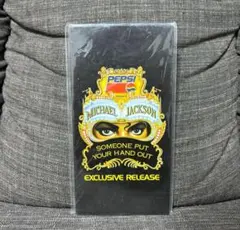 PEPSI
MICHAEL JACKSON
SOMEONE PUT
YOUR HAND OUT
EXCLUSIVE RELEASE